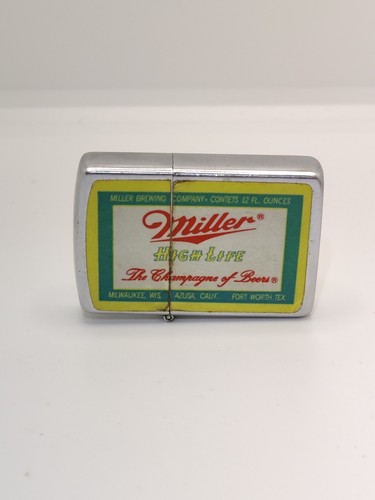 MILLER BREWING COMPANY • CONTETS 12 FL. OUNCES
Miller®
HIGH LIFE
The Champagne of Beers®
MILWAUKEE, WIS. AZUSA, CALIF. FORT WORTH, TEX.